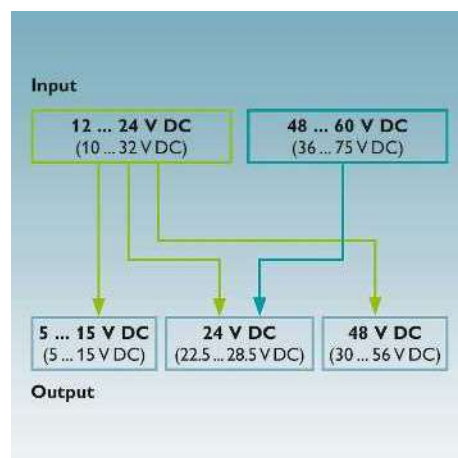 Input
12 ... 24 V DC
(10 ... 32 V DC)
48 ... 60 V DC
(36 ... 75 V DC)
5 ... 15 V DC
(5 ... 15 V DC)
24 V DC
(22.5 ... 28.5 V DC)
48 V DC
(30 ... 56 V DC)
Output